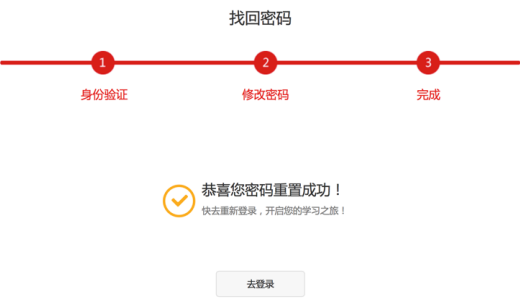 找回密码
1
2
3
身份验证
修改密码
完成
恭喜您密码重置成功！
快去重新登录，开启您的学习之旅！
去登录